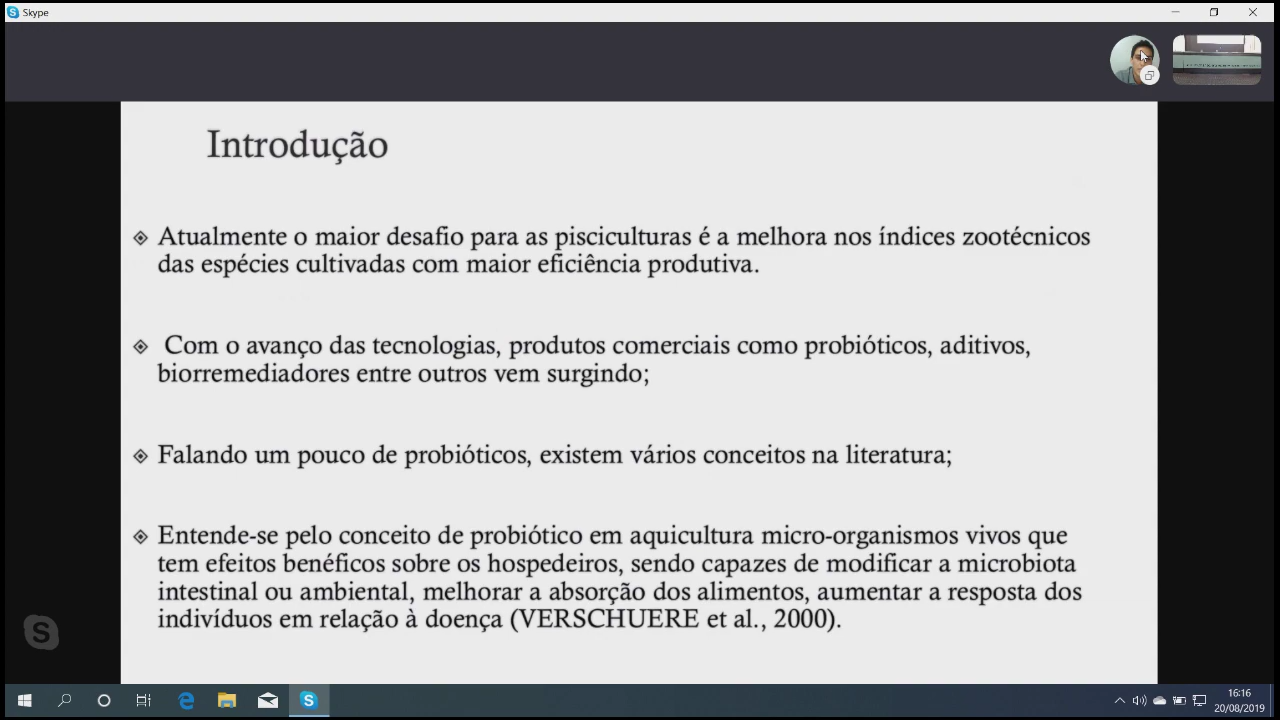 Skype
Introdução
Atualmente o maior desafio para as pisciculturas é a melhora nos índices zootécnicos
das espécies cultivadas com maior eficiência produtiva.
Com o avanço das tecnologias, produtos comerciais como probióticos, aditivos,
biorremediadores entre outros vem surgindo;
Falando um pouco de probióticos, existem vários conceitos na literatura;
Entende-se pelo conceito de probiótico em aquicultura micro-organismos vivos que
tem efeitos benéficos sobre os hospedeiros, sendo capazes de modificar a microbiota
intestinal ou ambiental, melhorar a absorção dos alimentos, aumentar a resposta dos
indivíduos em relação à doença (VERSCHUERE et al., 2000).
16:16
20/08/2019